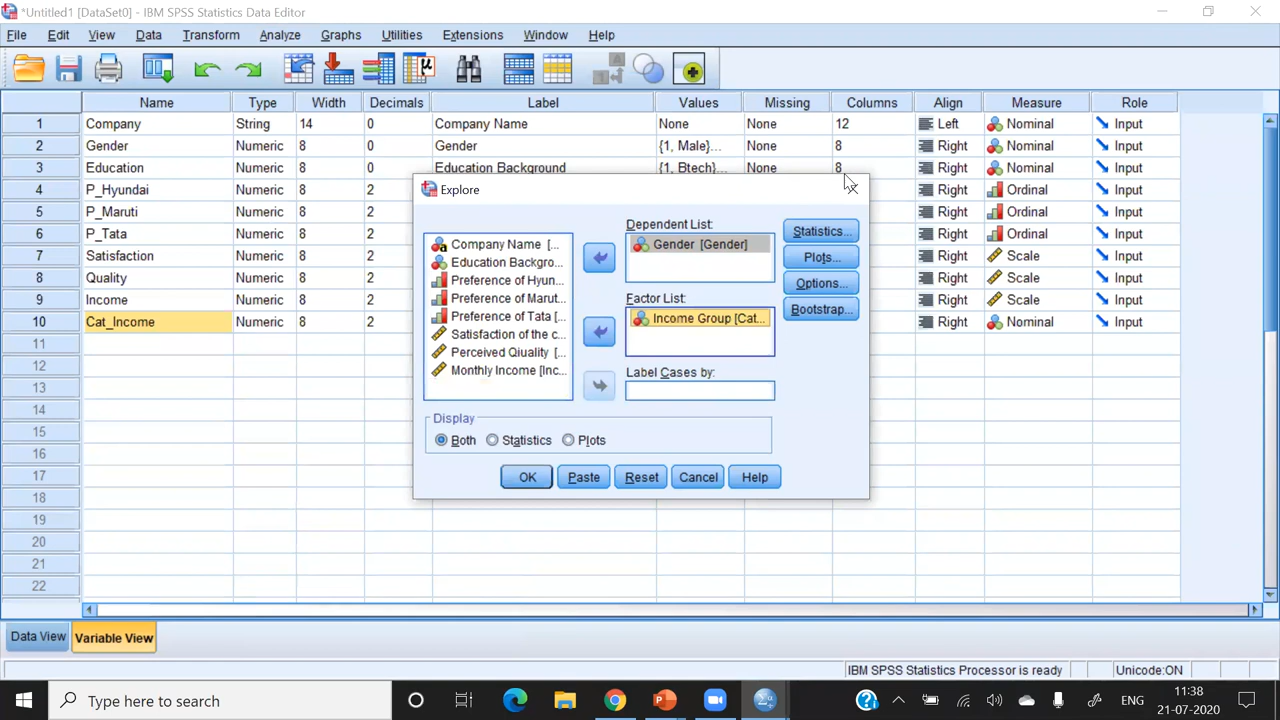 *Untitled1 [DataSet0] - IBM SPSS Statistics Data Editor
File Edit View Data Transform Analyze Graphs Utilities Extensions Window Help
Name Type Width Decimals Label Values Missing Columns Align Measure Role
1 Company String 14 0 Company Name None None 12 Left Nominal Input
2 Gender Numeric 8 0 Gender {1, Male}... None 8 Right Nominal Input
3 Education Numeric 8 0 Education Background {1, Btech}... None 8 Right Nominal Input
4 P_Hyundai Numeric 8 2 Right Ordinal Input
5 P_Maruti Numeric 8 2 Right Ordinal Input
6 P_Tata Numeric 8 2 Right Ordinal Input
7 Satisfaction Numeric 8 2 Right Scale Input
8 Quality Numeric 8 2 Right Scale Input
9 Income Numeric 8 2 Right Scale Input
10 Cat_Income Numeric 8 2 Right Nominal Input
11
12
13
14
15
16
17
18
19
20
21
22
Explore
Company Name [...
Education Backgro...
Preference of Hyun...
Preference of Marut...
Preference of Tata [...
Satisfaction of the c...
Perceived Qiuality [...
Monthly Income [Inc...
Dependent List:
Gender [Gender]
Factor List:
Income Group [Cat...
Label Cases by:
Statistics...
Plots...
Options...
Bootstrap...
Display
Both Statistics Plots
OK Paste Reset Cancel Help
Data View Variable View
IBM SPSS Statistics Processor is ready Unicode:ON
Type here to search
ENG
11:38
21-07-2020